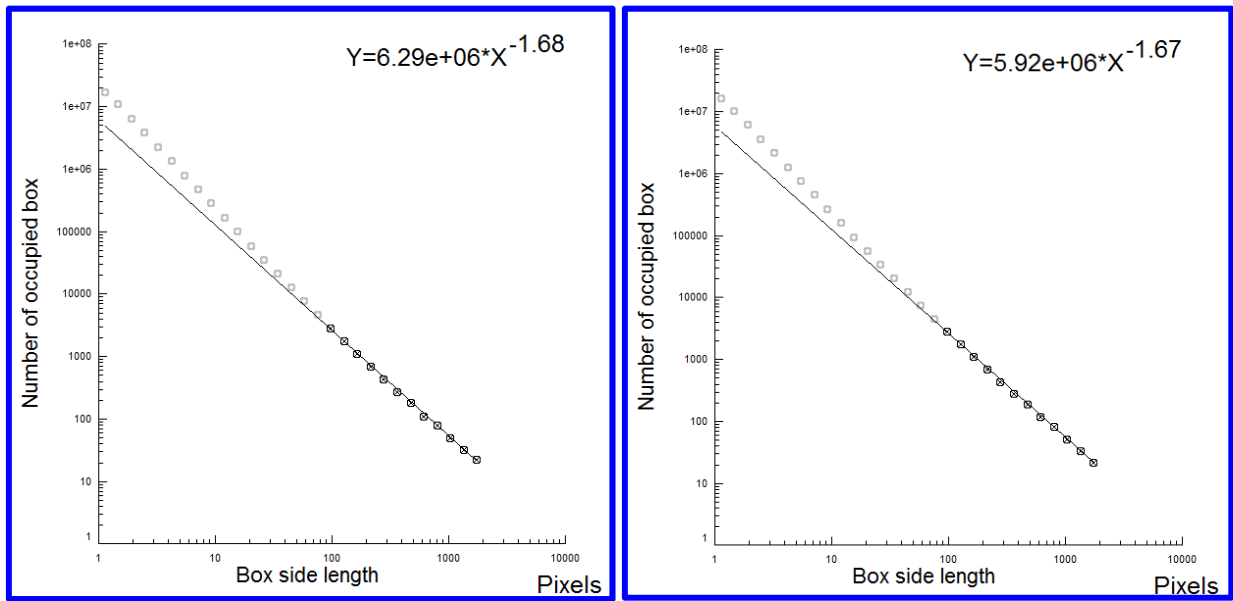 Y=6.29e+06*X-1.68
1e+08
1e+07
1e+06
100000
10000
1000
100
10
1
Number of occupied box
1 10 100 1000 10000
Box side length
Pixels
Y=5.92e+06*X-1.67
1e+08
1e+07
1e+06
100000
10000
1000
100
10
1
Number of occupied box
1 10 100 1000 10000
Box side length
Pixels